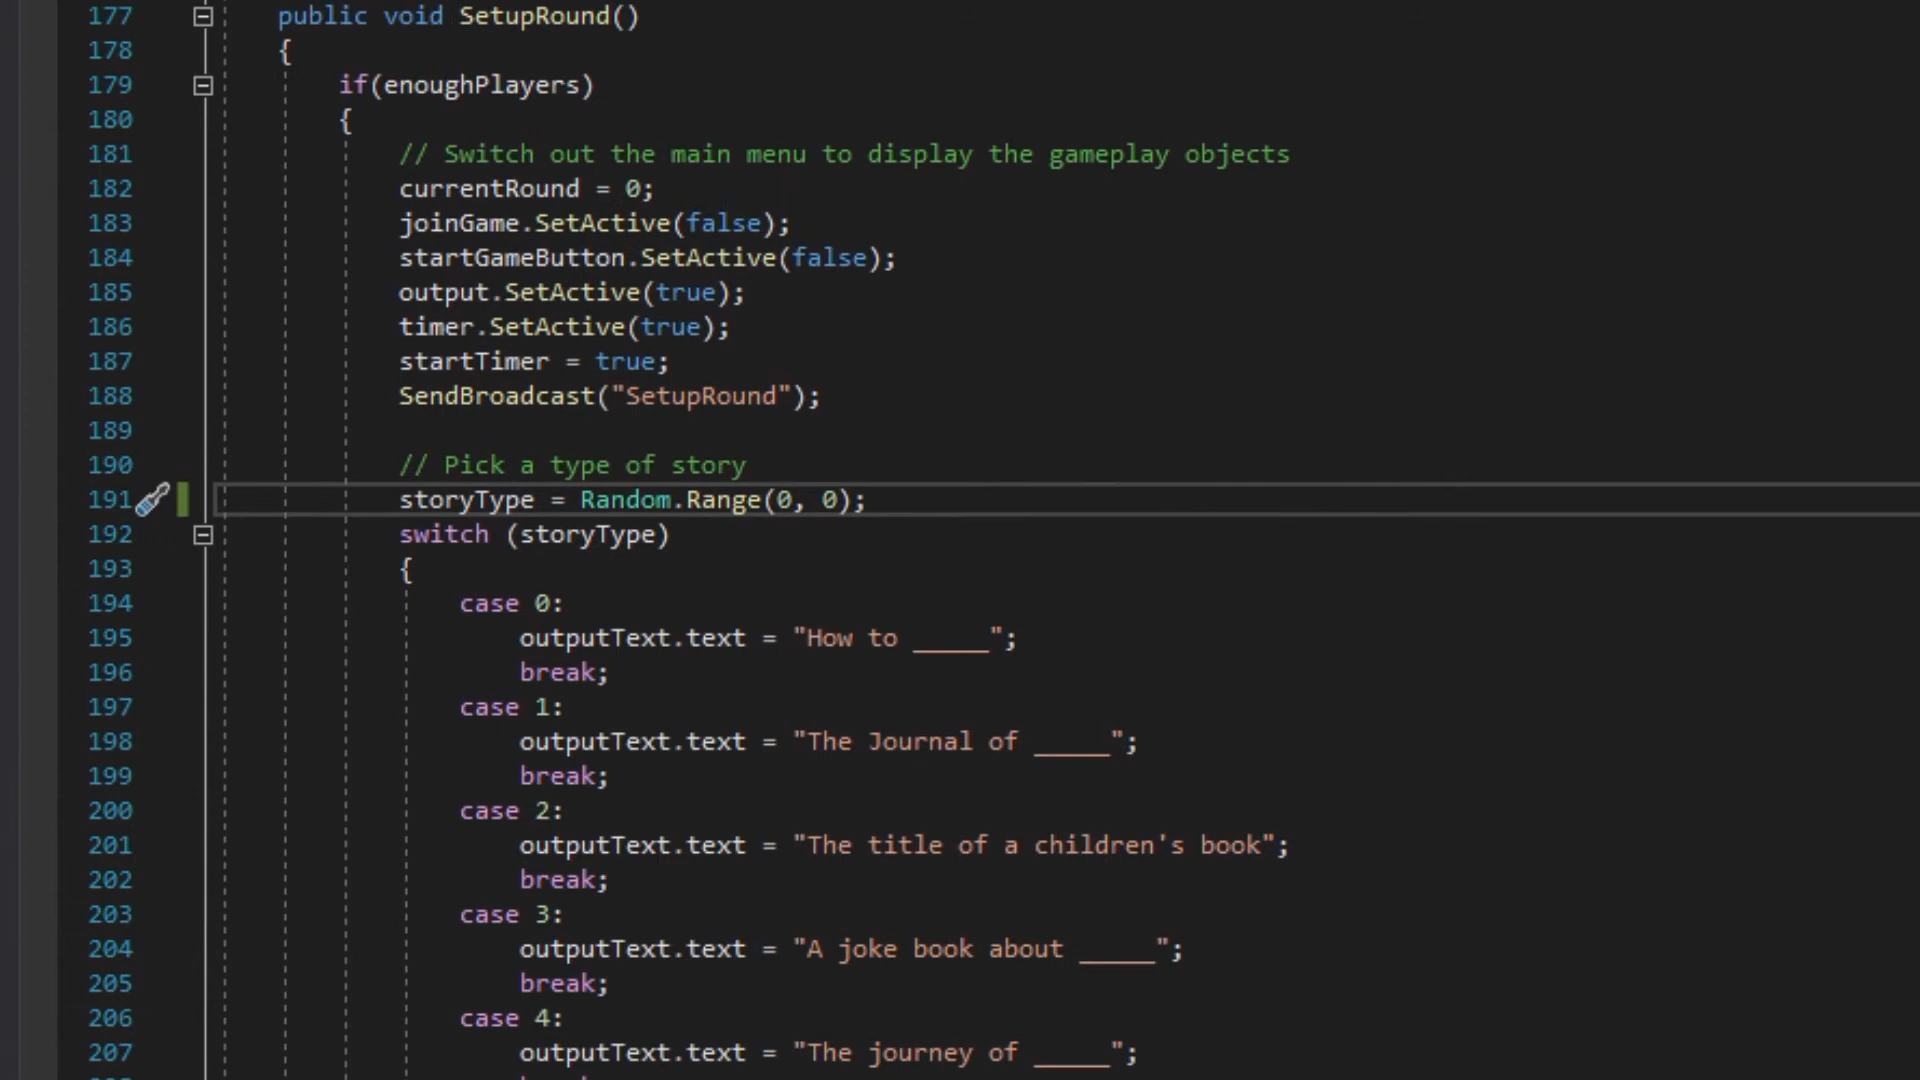 177 public void SetupRound()
178 {
179 if(enoughPlayers)
180 {
181 // Switch out the main menu to display the gameplay objects
182 currentRound = 0;
183 joinGame.SetActive(false);
184 startGameButton.SetActive(false);
185 output.SetActive(true);
186 timer.SetActive(true);
187 startTimer = true;
188 SendBroadcast("SetupRound");
189
190 // Pick a type of story
191 storyType = Random.Range(0, 0);
192 switch (storyType)
193 {
194 case 0:
195 outputText.text = "How to _____";
196 break;
197 case 1:
198 outputText.text = "The Journal of _____";
199 break;
200 case 2:
201 outputText.text = "The title of a children's book";
202 break;
203 case 3:
204 outputText.text = "A joke book about _____";
205 break;
206 case 4:
207 outputText.text = "The journey of _____";